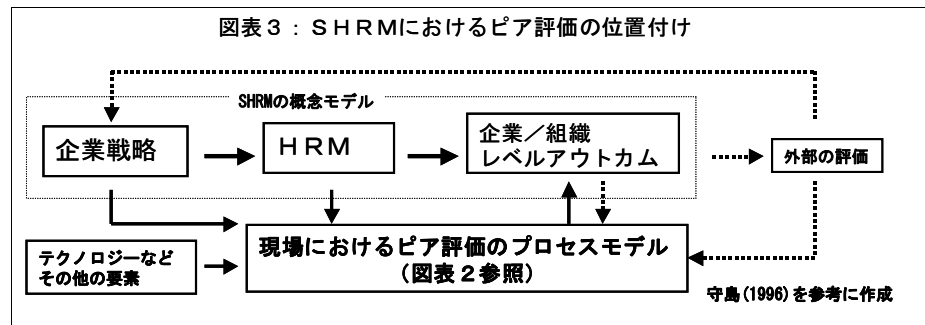 図表３：ＳＨＲＭにおけるピア評価の位置付け
SHRMの概念モデル
企業戦略
ＨＲＭ
企業／組織
レベルアウトカム
外部の評価
テクノロジーなど
その他の要素
現場におけるピア評価のプロセスモデル
（図表２参照）
守島(1996)を参考に作成